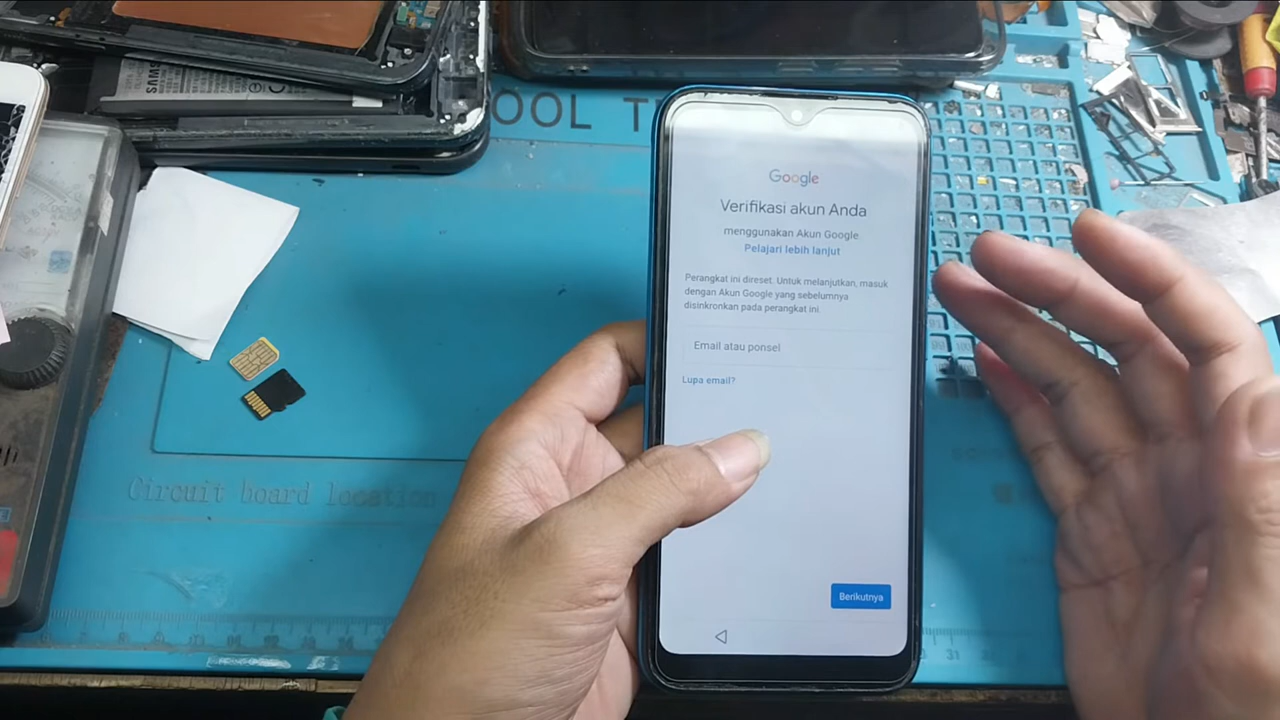 SAMS
OOL T
Google
Verifikasi akun Anda
menggunakan Akun Google.
Pelajari lebih lanjut
Perangkat ini direset. Untuk melanjutkan, masuk
dengan Akun Google yang sebelumnya
disinkronkan pada perangkat ini.
Email atau ponsel
Lupa email?
Berikutnya
Circuit board location